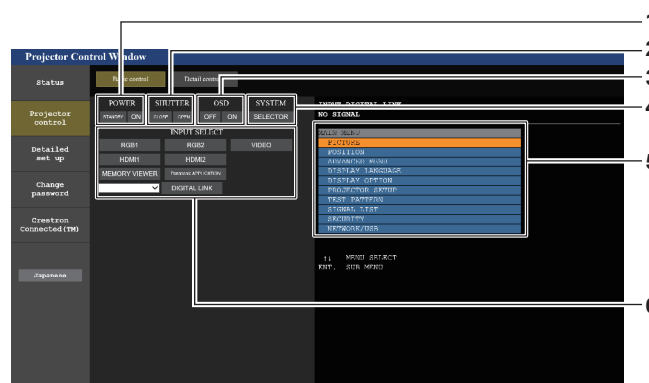 1
Projector Control Window
2
Status
Basic control
Detail control
3
POWER
SHUTTER
OSD
SYSTEM
INPUT DIGITAL LINK
4
STANDBY
ON
CLOSE
OPEN
OFF
ON
SELECTOR
NO SIGNAL
Projector control
INPUT SELECT
MAIN MENU
RGB1
RGB2
VIDEO
PICTURE
HDMI1
HDMI2
POSITION
MEMORY VIEWER
Panasonic APPLICATION
ADVANCED MENU
DIGITAL LINK
DISPLAY LANGUAGE
5
DISPLAY OPTION
PROJECTOR SETUP
TEST PATTERN
SIGNAL LIST
SECURITY
NETWORK/USB
Detailed set up
Change password
Crestron Connected(TM)
↑↓ MENU SELECT
ENT. SUB MENU
Japanese
6